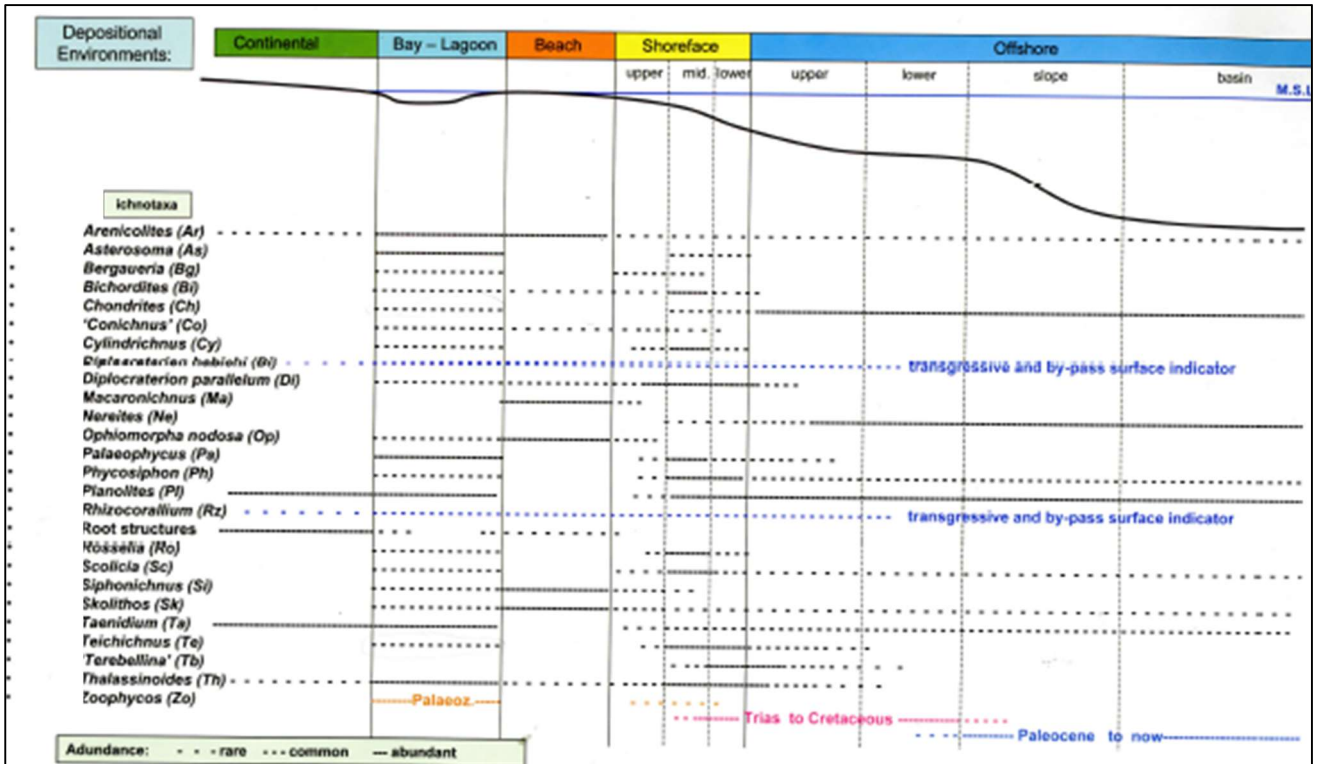 Depositional
Environments:
Continental
Bay – Lagoon
Beach
Shoreface
Offshore
upper
mid.
lower
upper
lower
slope
basin
M.S.L
ichnotaxa
Arenicolites (Ar)
Asterosoma (As)
Bergaueria (Bg)
Bichordites (Bi)
Chondrites (Ch)
'Conichnus' (Co)
Cylindrichnus (Cy)
(Di)
transgressive and by-pass surface indicator
Diplocraterion parallelum (Di)
Macaronichnus (Ma)
Nereites (Ne)
Ophiomorpha nodosa (Op)
Palaeophycus (Pa)
Phycosiphon (Ph)
Planolites (Pl)
Rhizocorallium (Rz)
transgressive and by-pass surface indicator
Root structures
Rosselia (Ro)
Scolicia (Sc)
Siphonichnus (Si)
Skolithos (Sk)
Taenidium (Ta)
Teichichnus (Te)
'Terebellina' (Tb)
Thalassinoides (Th)
Zoophycos (Zo)
Palaeoz.
Trias to Cretaceous
Paleocene to now
Adundance: - - - rare --- common — abundant